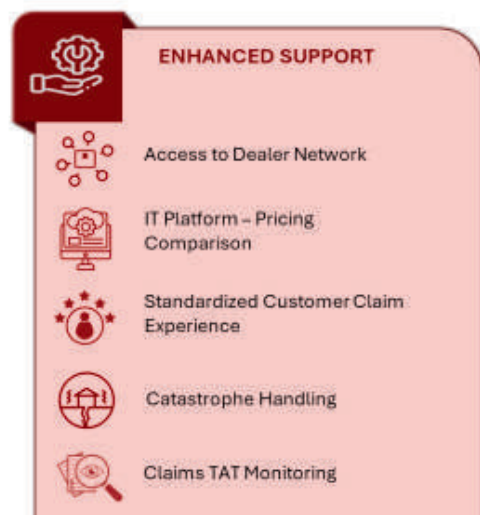 ENHANCED SUPPORT
Access to Dealer Network
IT Platform – Pricing
Comparison
Standardized Customer Claim
Experience
Catastrophe Handling
Claims TAT Monitoring